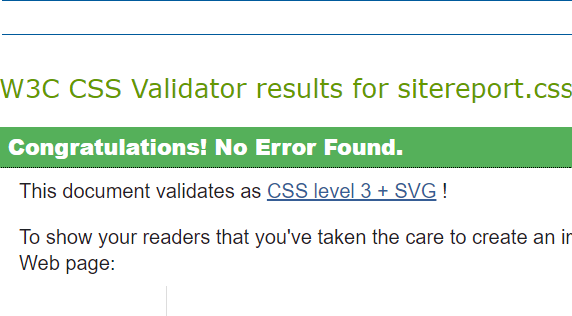 W3C CSS Validator results for sitereport.css
Congratulations! No Error Found.
This document validates as CSS level 3 + SVG !
To show your readers that you've taken the care to create an
Web page: